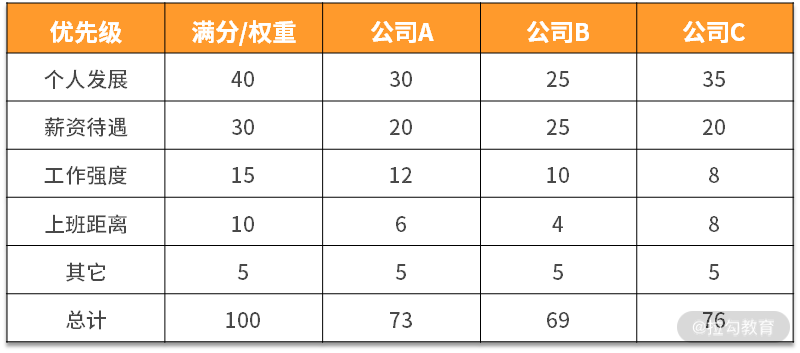 优先级 满分/权重 公司A 公司B 公司C
个人发展 40 30 25 35
薪资待遇 30 20 25 20
工作强度 15 12 10 8
上班距离 10 6 4 8
其它 5 5 5 5
总计 100 73 69 76
@拉勾教育